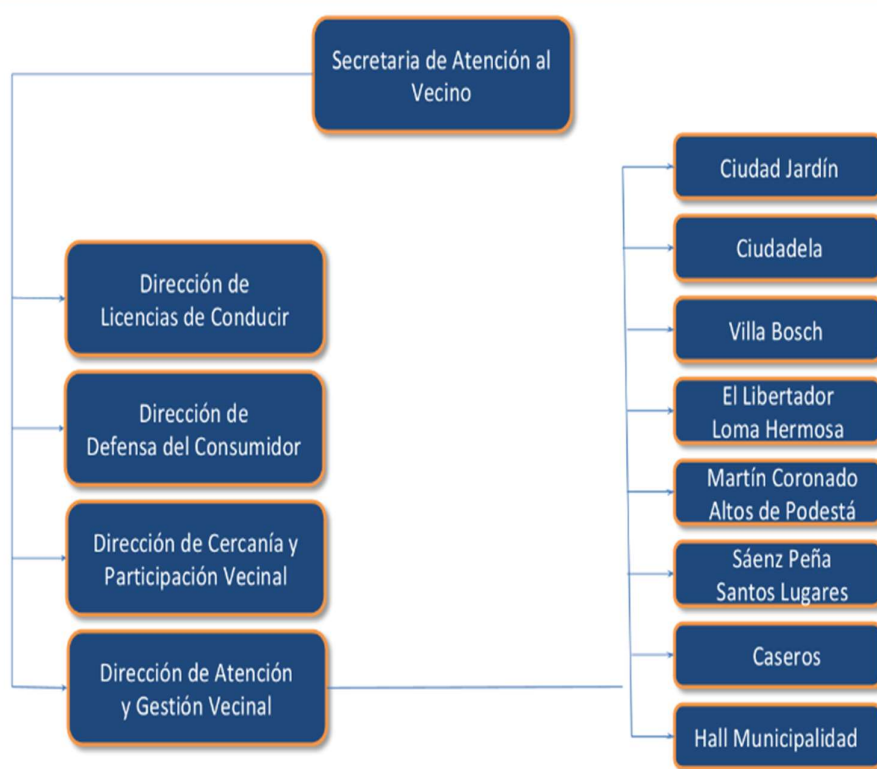 Secretaria de Atención al
Vecino
Dirección de
Licencias de Conducir
Dirección de
Defensa del Consumidor
Dirección de Cercanía y
Participación Vecinal
Dirección de Atención
y Gestión Vecinal
Ciudad Jardín
Ciudadela
Villa Bosch
El Libertador
Loma Hermosa
Martín Coronado
Altos de Podestá
Sáenz Peña
Santos Lugares
Caseros
Hall Municipalidad